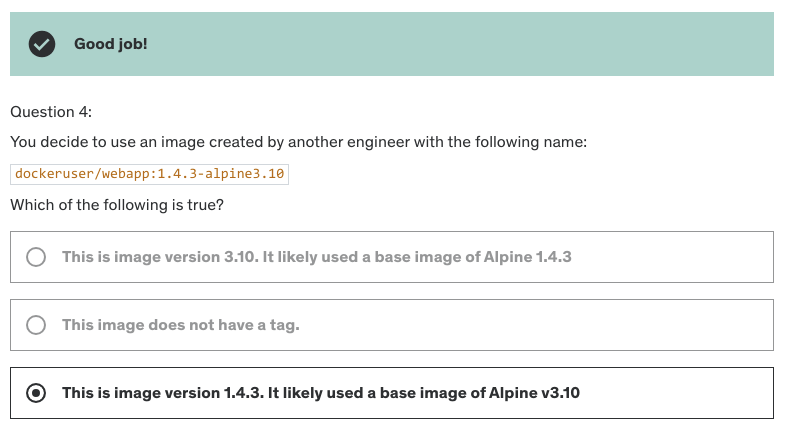 Good job!
Question 4:
You decide to use an image created by another engineer with the following name:
dockeruser/webapp:1.4.3-alpine3.10
Which of the following is true?
This is image version 3.10. It likely used a base image of Alpine 1.4.3
This image does not have a tag.
This is image version 1.4.3. It likely used a base image of Alpine v3.10